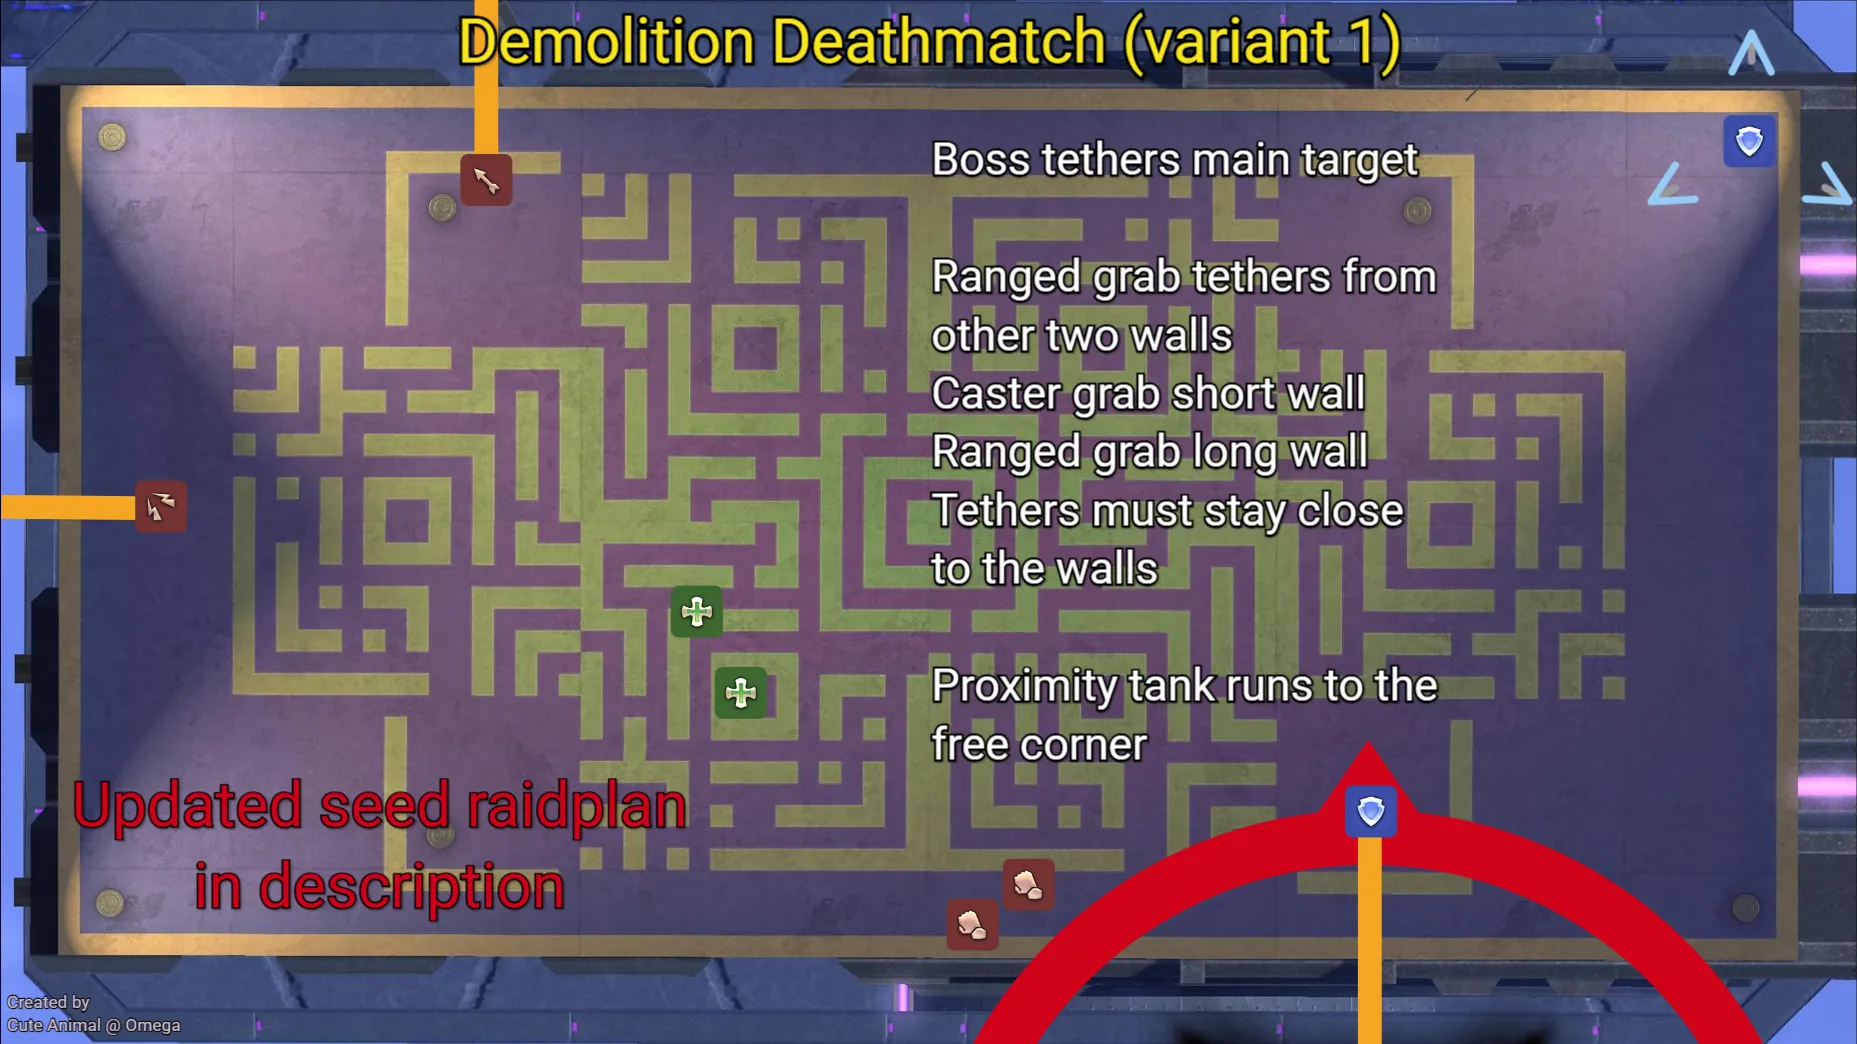 Demolition Deathmatch (variant 1)
Boss tethers main target
Ranged grab tethers from
other two walls
Caster grab short wall
Ranged grab long wall
Tethers must stay close
to the walls
Proximity tank runs to the
free corner
Updated seed raidplan
in description
Created by
Cute Animal @ Omega